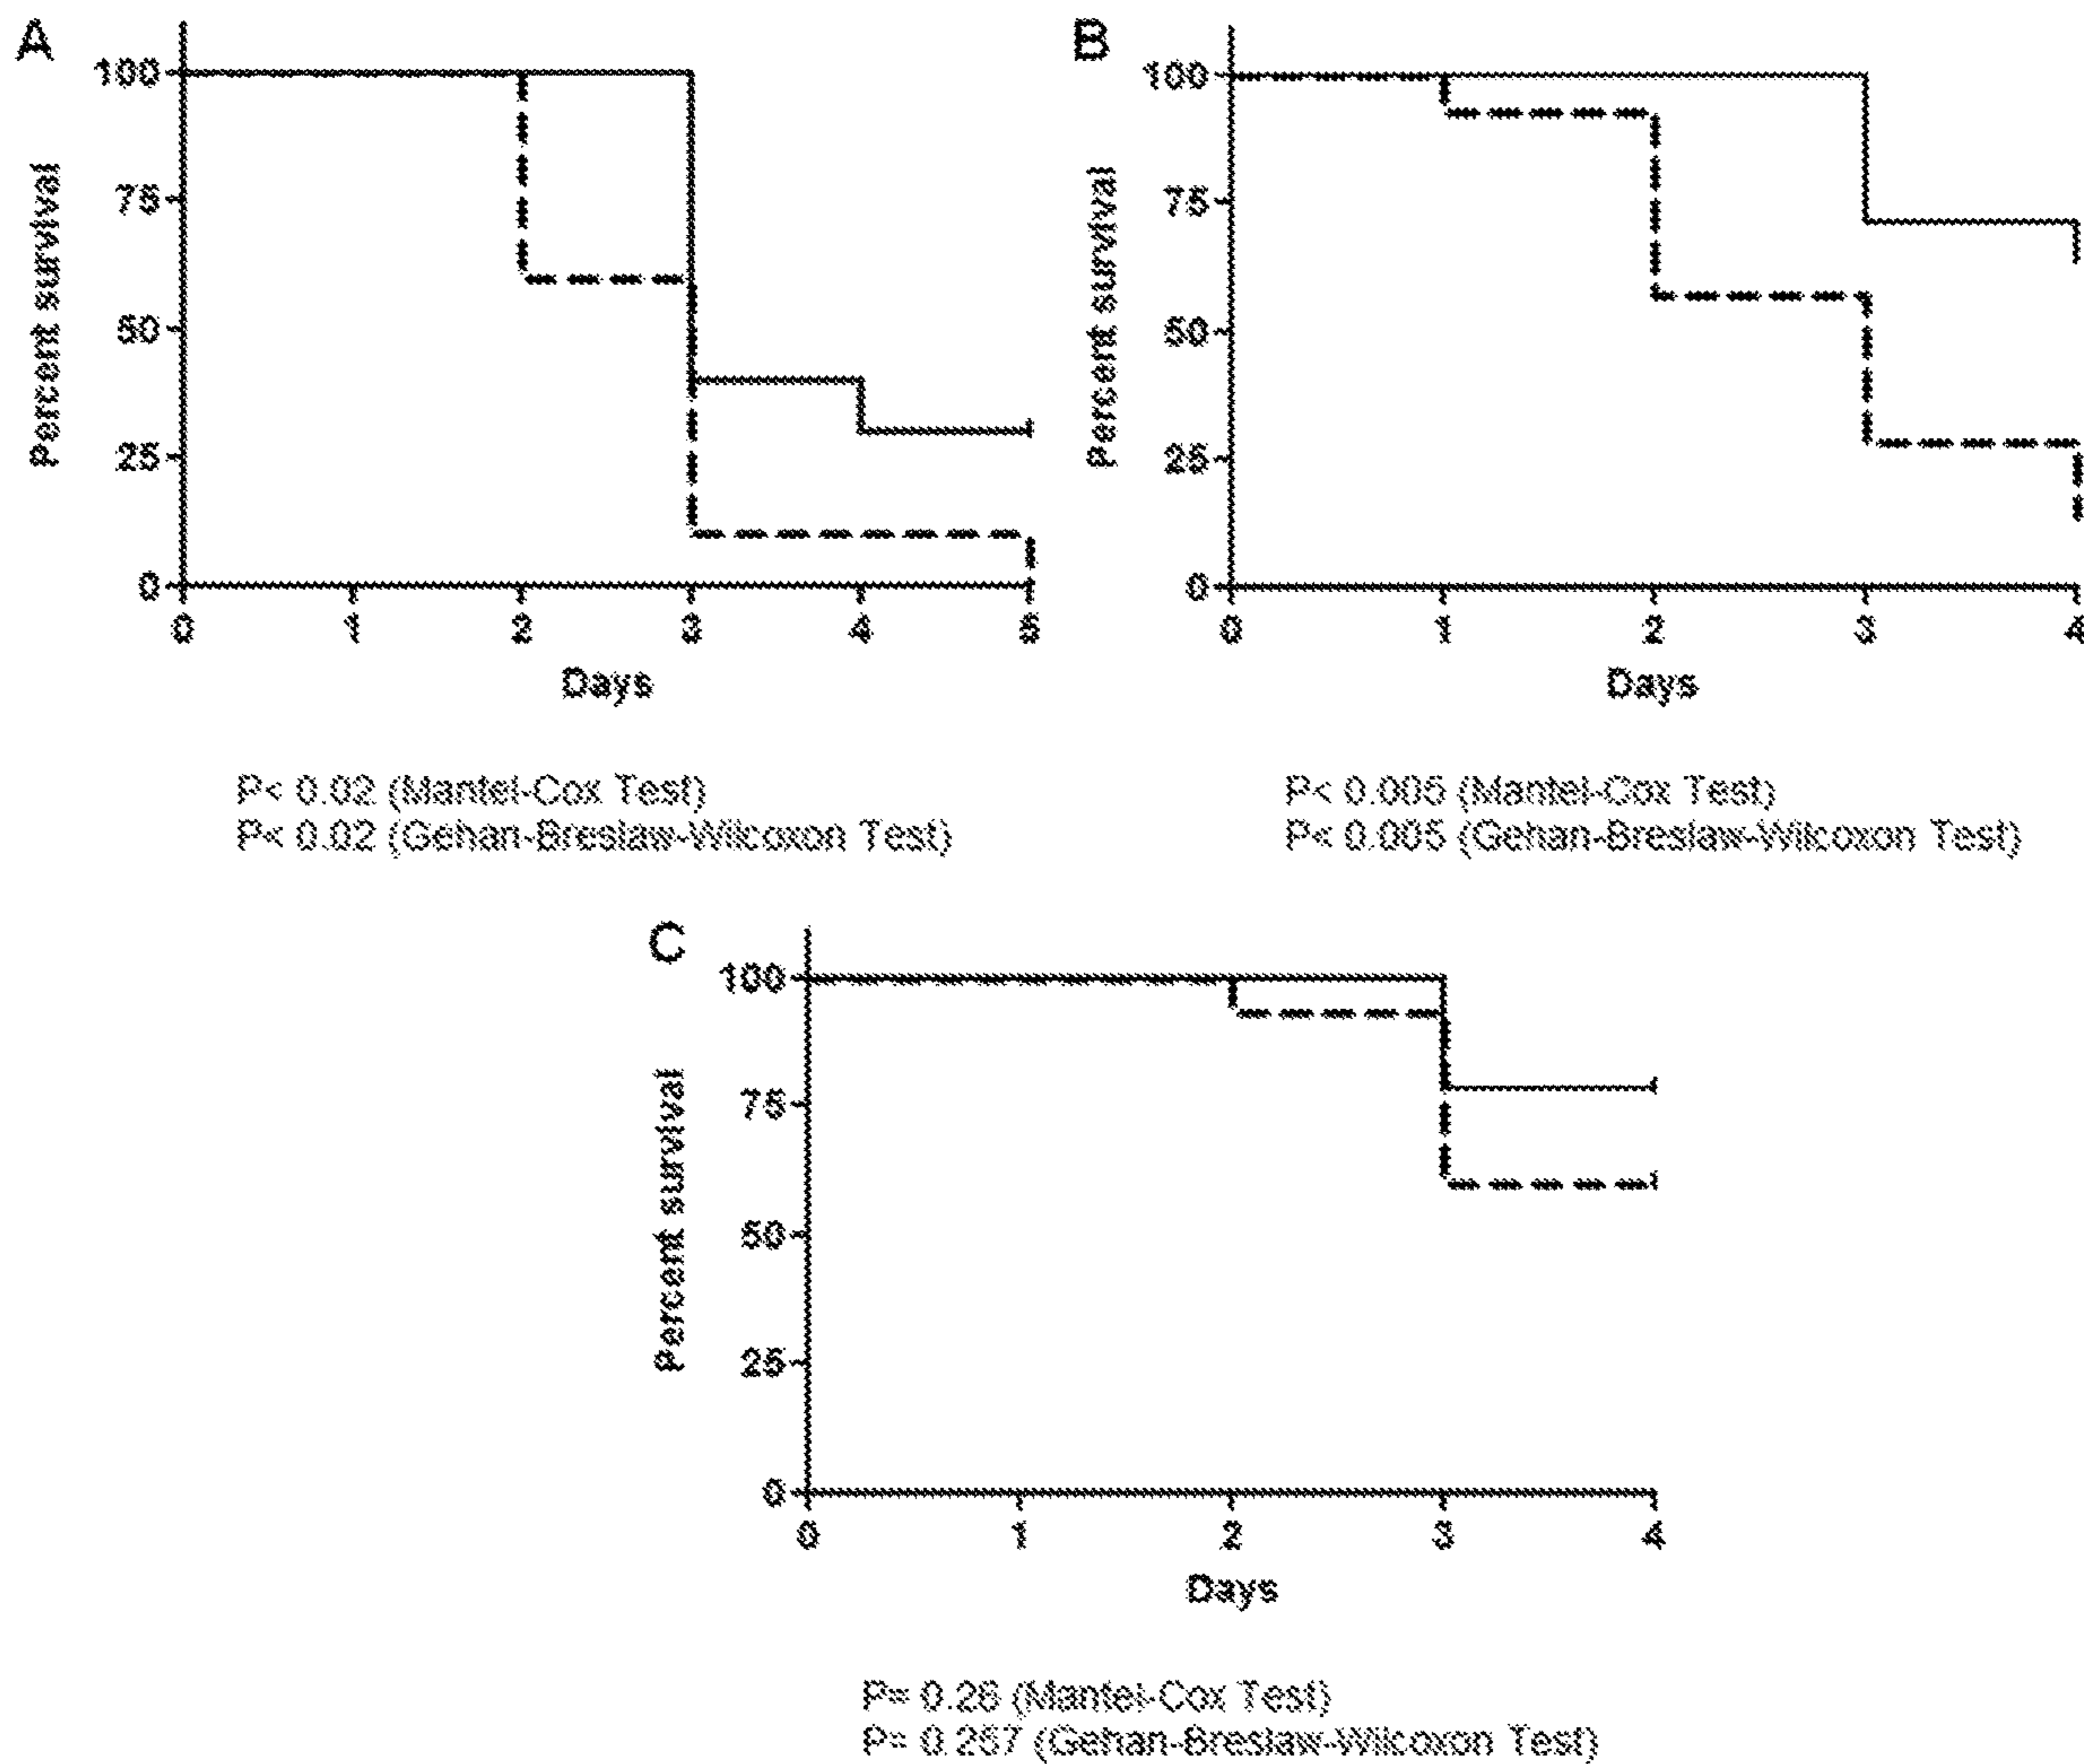 A
100
75
50
25
0
Percent survival
0 1 2 3 4 5
Days
P< 0.02 (Mantel-Cox Test)
P< 0.02 (Gehan-Breslaw-Wilcoxon Test)
B
100
75
50
25
0
Percent survival
0 1 2 3 4
Days
P< 0.005 (Mantel-Cox Test)
P< 0.005 (Gehan-Breslaw-Wilcoxon Test)
C
100
75
50
25
0
Percent survival
0 1 2 3 4
Days
P= 0.26 (Mantel-Cox Test)
P= 0.257 (Gehan-Breslaw-Wilcoxon Test)